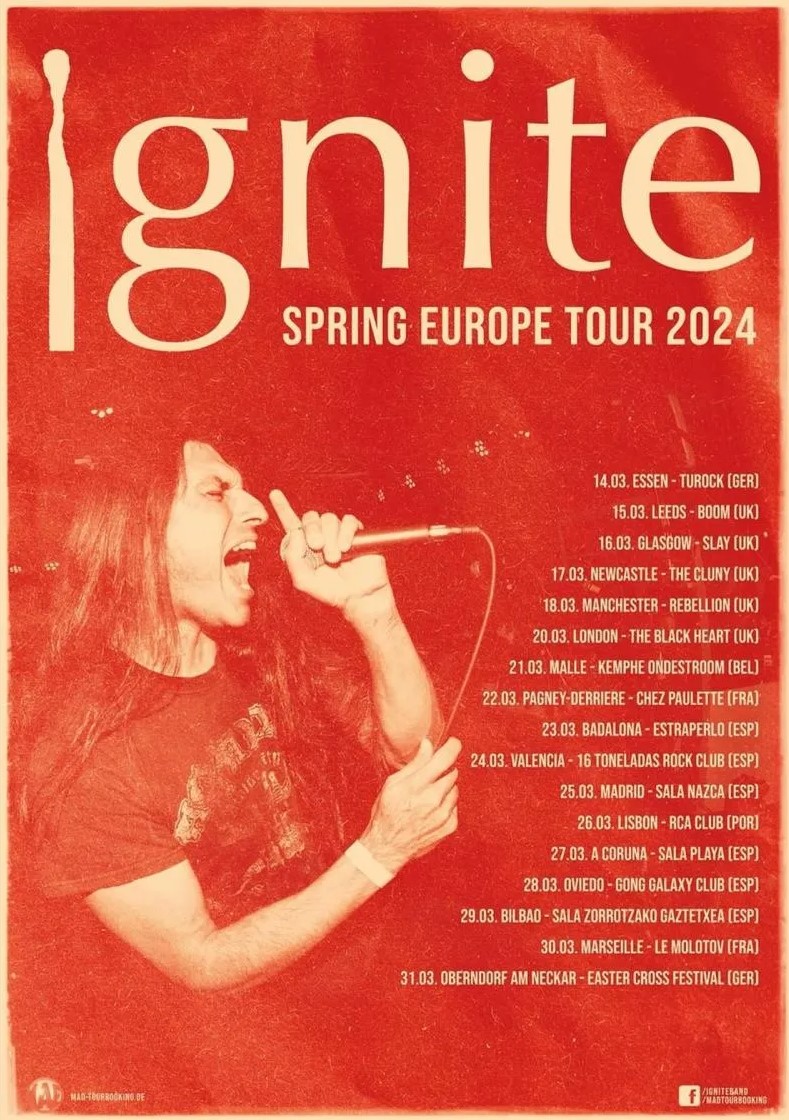 Ignite
SPRING EUROPE TOUR 2024
14.03. ESSEN - TUROCK (GER)
15.03. LEEDS - BOOM (UK)
16.03. GLASGOW - SLAY (UK)
17.03. NEWCASTLE - THE CLUNY (UK)
18.03. MANCHESTER - REBELLION (UK)
20.03. LONDON - THE BLACK HEART (UK)
21.03. MALLE - KEMPHE ONDESTROOM (BEL)
22.03. PAGNEY-DERRIERE - CHEZ PAULETTE (FRA)
23.03. BADALONA - ESTRAPERLO (ESP)
24.03. VALENCIA - 16 TONELADAS ROCK CLUB (ESP)
25.03. MADRID - SALA NAZCA (ESP)
26.03. LISBON - RCA CLUB (POR)
27.03. A CORUNA - SALA PLAYA (ESP)
28.03. OVIEDO - GONG GALAXY CLUB (ESP)
29.03. BILBAO - SALA ZORROTZAKO GAZTETXEA (ESP)
30.03. MARSEILLE - LE MOLOTOV (FRA)
31.03. OBERNDORF AM NECKAR - EASTER CROSS FESTIVAL (GER)
MAD-TOURBOOKING.DE
f /IGNITEBAND
/MADTOURBOOKING